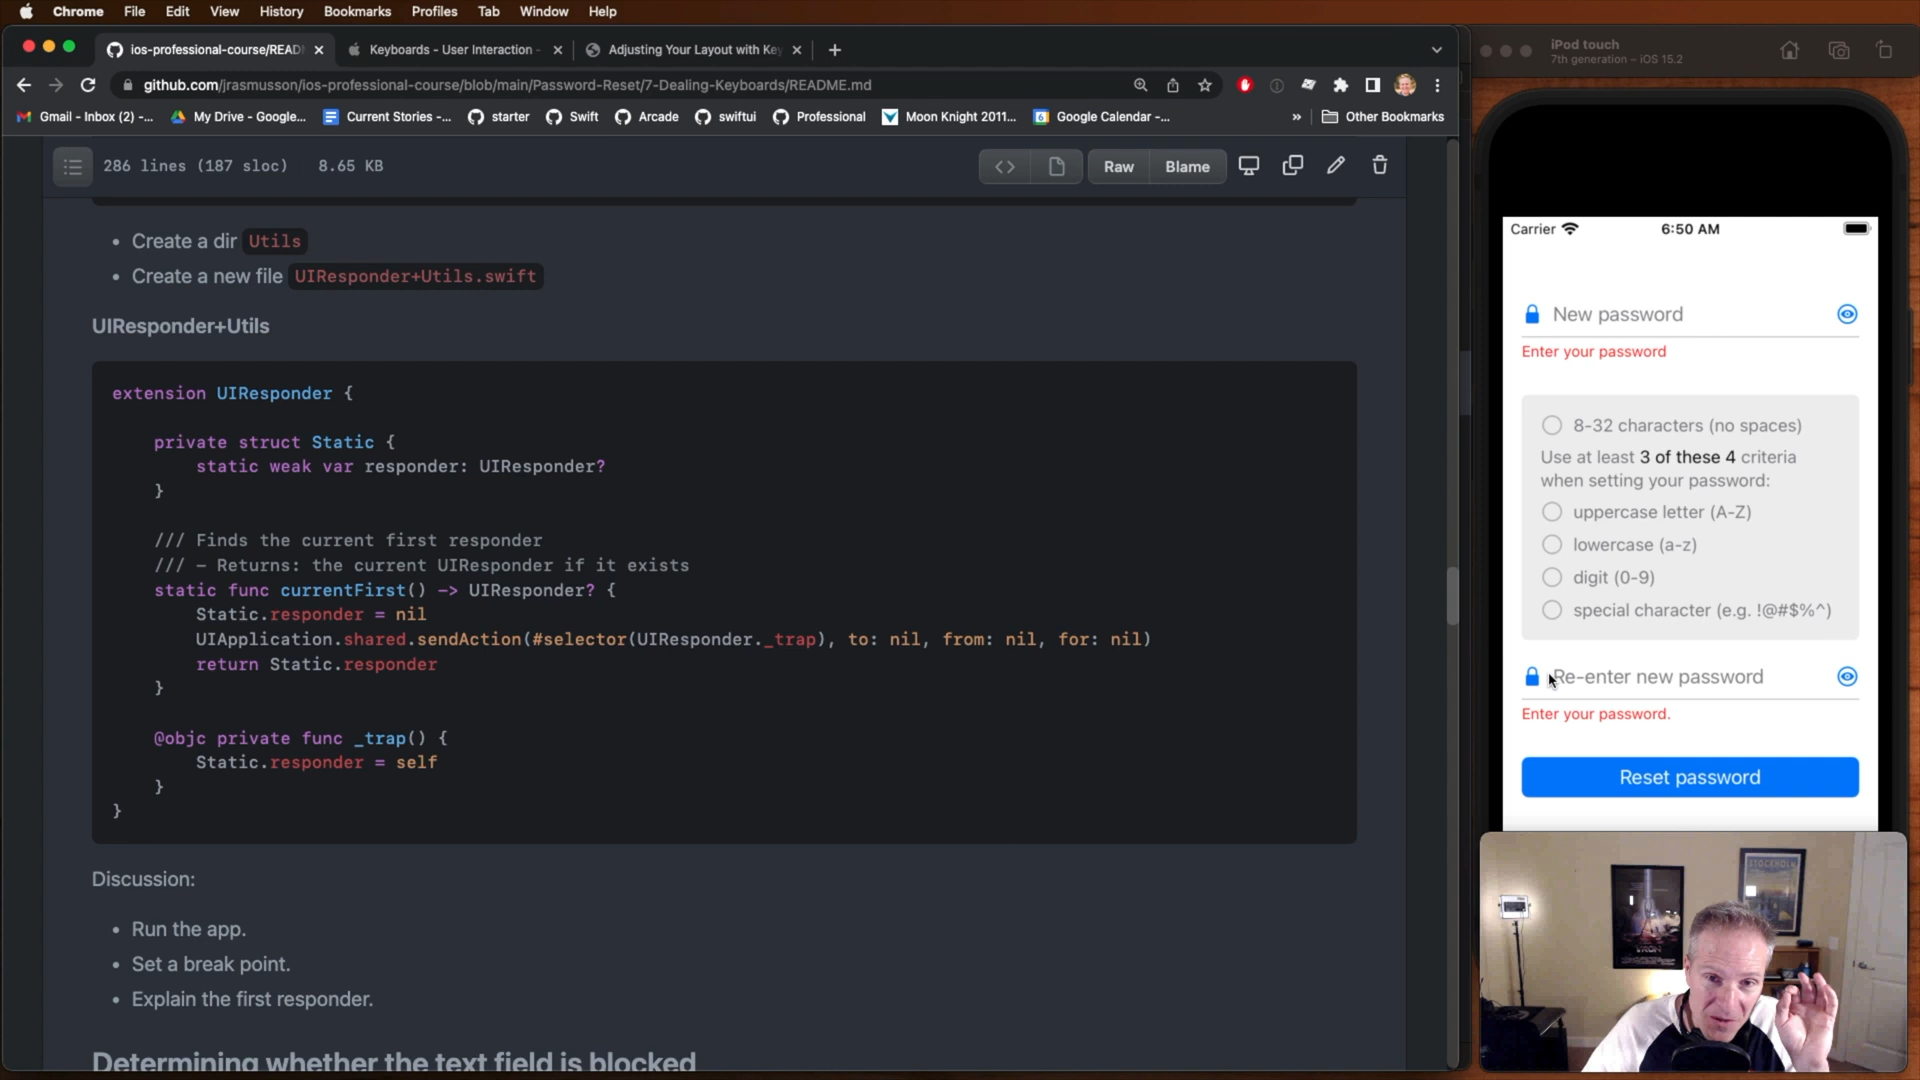 Chrome File Edit View History Bookmarks Profiles Tab Window Help
ios-professional-course/READ
Keyboards - User Interaction -
Adjusting Your Layout with Key
github.com/jrasmusson/ios-professional-course/blob/main/Password-Reset/7-Dealing-Keyboards/README.md
Gmail - Inbox (2) -... My Drive - Google... Current Stories -... starter Swift Arcade swiftui Professional Moon Knight 2011... Google Calendar -... » Other Bookmarks
286 lines (187 sloc) 8.65 KB
<> Raw Blame
• Create a dir Utils
• Create a new file UIResponder+Utils.swift
UIResponder+Utils
extension UIResponder {
private struct Static {
static weak var responder: UIResponder?
}
/// Finds the current first responder
/// - Returns: the current UIResponder if it exists
static func currentFirst() -> UIResponder? {
Static.responder = nil
UIApplication.shared.sendAction(#selector(UIResponder._trap), to: nil, from: nil, for: nil)
return Static.responder
}
@objc private func _trap() {
Static.responder = self
}
}
Discussion:
• Run the app.
• Set a break point.
• Explain the first responder.
Determining whether the text field is blocked
iPod touch
7th generation – iOS 15.2
Carrier 6:50 AM
New password
Enter your password
8-32 characters (no spaces)
Use at least 3 of these 4 criteria
when setting your password:
uppercase letter (A-Z)
lowercase (a-z)
digit (0-9)
special character (e.g. !@#$%^)
Re-enter new password
Enter your password.
Reset password
STOCKHOLM